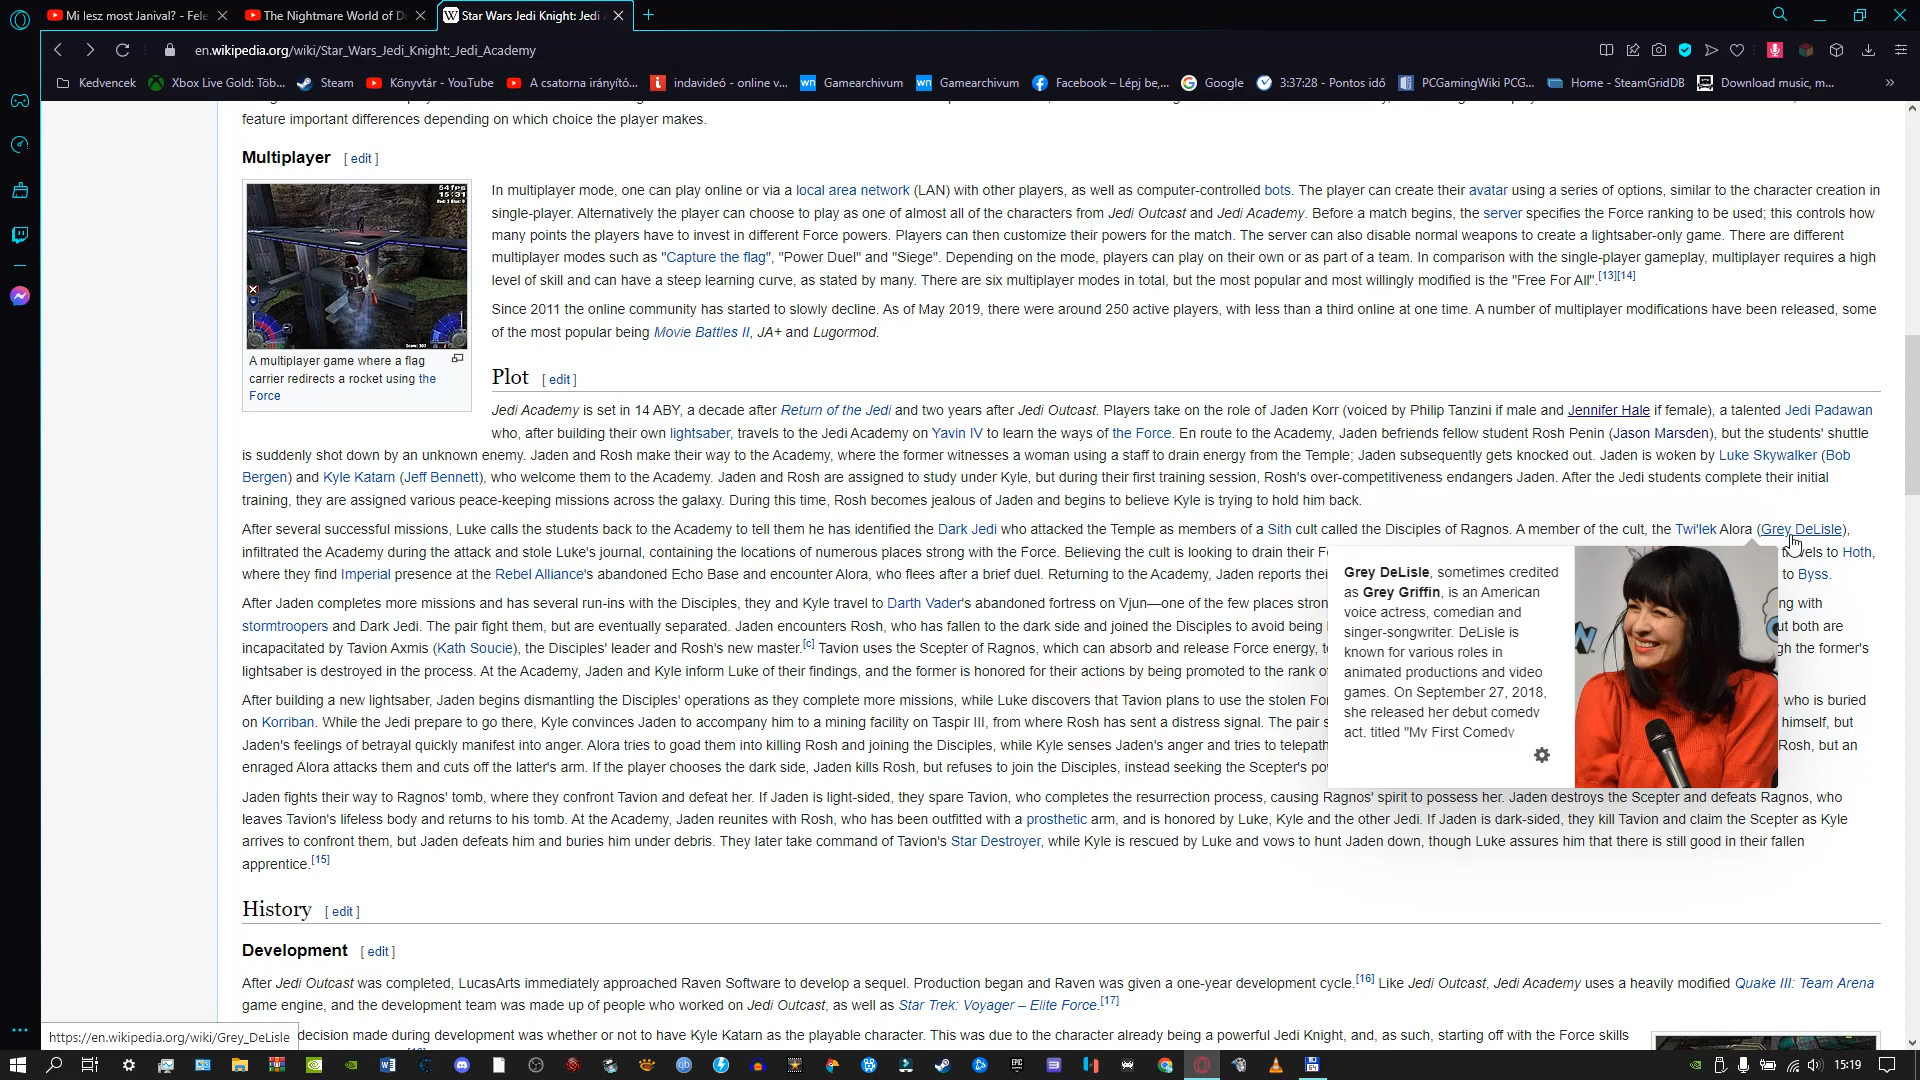 Mi lesz most Janival? - Fele
The Nightmare World of D
Star Wars Jedi Knight: Jedi A
en.wikipedia.org/wiki/Star_Wars_Jedi_Knight:_Jedi_Academy
Kedvencek
Xbox Live Gold: Töb...
Steam
Könyvtár - YouTube
A csatorna irányító...
indavideó - online v...
Gamearchivum
Gamearchivum
Facebook – Lépj be,...
Google
3:37:28 - Pontos idő
PCGamingWiki PCG...
Home - SteamGridDB
Download music, m...
feature important differences depending on which choice the player makes.
Multiplayer [ edit ]
54fps
15:31
A multiplayer game where a flag
carrier redirects a rocket using the
Force
In multiplayer mode, one can play online or via a local area network (LAN) with other players, as well as computer-controlled bots. The player can create their avatar using a series of options, similar to the character creation in
single-player. Alternatively the player can choose to play as one of almost all of the characters from Jedi Outcast and Jedi Academy. Before a match begins, the server specifies the Force ranking to be used; this controls how
many points the players have to invest in different Force powers. Players can then customize their powers for the match. The server can also disable normal weapons to create a lightsaber-only game. There are different
multiplayer modes such as "Capture the flag", "Power Duel" and "Siege". Depending on the mode, players can play on their own or as part of a team. In comparison with the single-player gameplay, multiplayer requires a high
level of skill and can have a steep learning curve, as stated by many. There are six multiplayer modes in total, but the most popular and most willingly modified is the "Free For All".[13][14]
Since 2011 the online community has started to slowly decline. As of May 2019, there were around 250 active players, with less than a third online at one time. A number of multiplayer modifications have been released, some
of the most popular being Movie Battles II, JA+ and Lugormod.
Plot [ edit ]
Jedi Academy is set in 14 ABY, a decade after Return of the Jedi and two years after Jedi Outcast. Players take on the role of Jaden Korr (voiced by Philip Tanzini if male and Jennifer Hale if female), a talented Jedi Padawan
who, after building their own lightsaber, travels to the Jedi Academy on Yavin IV to learn the ways of the Force. En route to the Academy, Jaden befriends fellow student Rosh Penin (Jason Marsden), but the students' shuttle
is suddenly shot down by an unknown enemy. Jaden and Rosh make their way to the Academy, where the former witnesses a woman using a staff to drain energy from the Temple; Jaden subsequently gets knocked out. Jaden is woken by Luke Skywalker (Bob
Bergen) and Kyle Katarn (Jeff Bennett), who welcome them to the Academy. Jaden and Rosh are assigned to study under Kyle, but during their first training session, Rosh's over-competitiveness endangers Jaden. After the Jedi students complete their initial
training, they are assigned various peace-keeping missions across the galaxy. During this time, Rosh becomes jealous of Jaden and begins to believe Kyle is trying to hold him back.
After several successful missions, Luke calls the students back to the Academy to tell them he has identified the Dark Jedi who attacked the Temple as members of a Sith cult called the Disciples of Ragnos. A member of the cult, the Twi'lek Alora (Grey DeLisle),
infiltrated the Academy during the attack and stole Luke's journal, containing the locations of numerous places strong with the Force. Believing the cult is looking to drain their F travels to Hoth,
where they find Imperial presence at the Rebel Alliance's abandoned Echo Base and encounter Alora, who flees after a brief duel. Returning to the Academy, Jaden reports thei to Byss.
After Jaden completes more missions and has several run-ins with the Disciples, they and Kyle travel to Darth Vader's abandoned fortress on Vjun—one of the few places stron ng with
stormtroopers and Dark Jedi. The pair fight them, but are eventually separated. Jaden encounters Rosh, who has fallen to the dark side and joined the Disciples to avoid being ut both are
incapacitated by Tavion Axmis (Kath Soucie), the Disciples' leader and Rosh's new master.[c] Tavion uses the Scepter of Ragnos, which can absorb and release Force energy, t gh the former's
lightsaber is destroyed in the process. At the Academy, Jaden and Kyle inform Luke of their findings, and the former is honored for their actions by being promoted to the rank o
After building a new lightsaber, Jaden begins dismantling the Disciples' operations as they complete more missions, while Luke discovers that Tavion plans to use the stolen For who is buried
on Korriban. While the Jedi prepare to go there, Kyle convinces Jaden to accompany him to a mining facility on Taspir III, from where Rosh has sent a distress signal. The pair s himself, but
Jaden's feelings of betrayal quickly manifest into anger. Alora tries to goad them into killing Rosh and joining the Disciples, while Kyle senses Jaden's anger and tries to telepath Rosh, but an
enraged Alora attacks them and cuts off the latter's arm. If the player chooses the dark side, Jaden kills Rosh, but refuses to join the Disciples, instead seeking the Scepter's po
Grey DeLisle, sometimes credited
as Grey Griffin, is an American
voice actress, comedian and
singer-songwriter. DeLisle is
known for various roles in
animated productions and video
games. On September 27, 2018,
she released her debut comedy
act, titled "My First Comedy
Jaden fights their way to Ragnos' tomb, where they confront Tavion and defeat her. If Jaden is light-sided, they spare Tavion, who completes the resurrection process, causing Ragnos' spirit to possess her. Jaden destroys the Scepter and defeats Ragnos, who
leaves Tavion's lifeless body and returns to his tomb. At the Academy, Jaden reunites with Rosh, who has been outfitted with a prosthetic arm, and is honored by Luke, Kyle and the other Jedi. If Jaden is dark-sided, they kill Tavion and claim the Scepter as Kyle
arrives to confront them, but Jaden defeats him and buries him under debris. They later take command of Tavion's Star Destroyer, while Kyle is rescued by Luke and vows to hunt Jaden down, though Luke assures him that there is still good in their fallen
apprentice.[15]
History [ edit ]
Development [ edit ]
After Jedi Outcast was completed, LucasArts immediately approached Raven Software to develop a sequel. Production began and Raven was given a one-year development cycle.[16] Like Jedi Outcast, Jedi Academy uses a heavily modified Quake III: Team Arena
game engine, and the development team was made up of people who worked on Jedi Outcast, as well as Star Trek: Voyager – Elite Force.[17]
decision made during development was whether or not to have Kyle Katarn as the playable character. This was due to the character already being a powerful Jedi Knight, and, as such, starting off with the Force skills
https://en.wikipedia.org/wiki/Grey_DeLisle
15:19